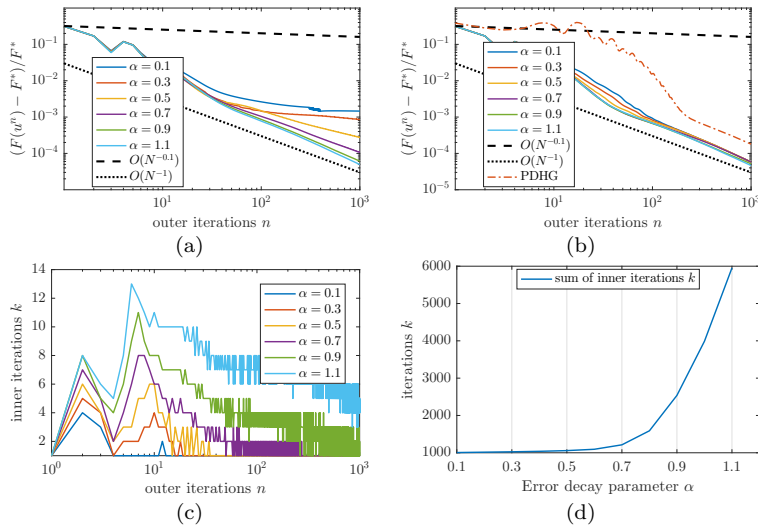 10^{-1}
10^{-2}
10^{-3}
10^{-4}
(F(u^n) − F*)/F*
α = 0.1
α = 0.3
α = 0.5
α = 0.7
α = 0.9
α = 1.1
O(N^{-0.1})
O(N^{-1})
10^1 10^2 10^3
outer iterations n
(a)
10^{-1}
10^{-2}
10^{-3}
10^{-4}
10^{-5}
(F(u^n) − F*)/F*
α = 0.1
α = 0.3
α = 0.5
α = 0.7
α = 0.9
α = 1.1
O(N^{-0.1})
O(N^{-1})
PDHG
10^1 10^2 10^3
outer iterations n
(b)
14
12
10
8
6
4
2
inner iterations k
α = 0.1
α = 0.3
α = 0.5
α = 0.7
α = 0.9
α = 1.1
10^0 10^1 10^2 10^3
outer iterations n
(c)
6000
5000
4000
3000
2000
1000
iterations k
sum of inner iterations k
0.1 0.3 0.5 0.7 0.9 1.1
Error decay parameter α
(d)